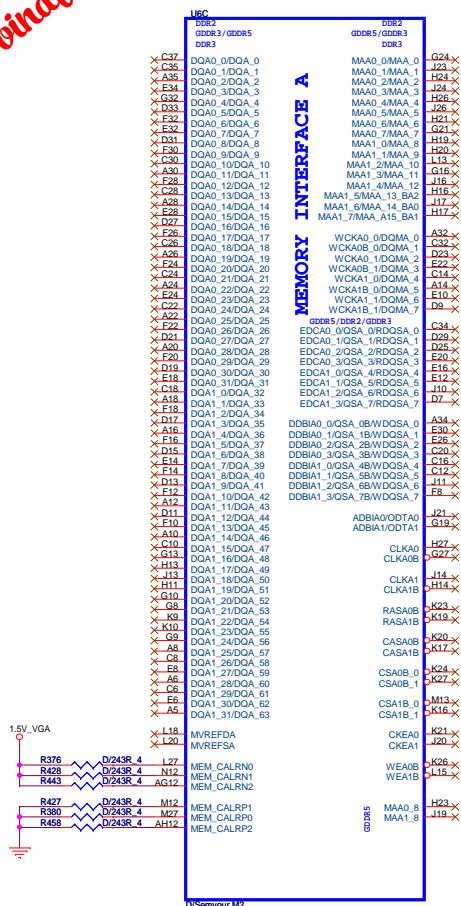 U6C
DDR2
GDDR3/GDDR5
DDR3
DDR2
GDDR5/GDDR3
DDR3
MEMORY INTERFACE A
C37 DQA0_0/DQA_0
C35 DQA0_1/DQA_1
A35 DQA0_2/DQA_2
E34 DQA0_3/DQA_3
G32 DQA0_4/DQA_4
D33 DQA0_5/DQA_5
F32 DQA0_6/DQA_6
E32 DQA0_7/DQA_7
D31 DQA0_8/DQA_8
F30 DQA0_9/DQA_9
C30 DQA0_10/DQA_10
A30 DQA0_11/DQA_11
F28 DQA0_12/DQA_12
C28 DQA0_13/DQA_13
A28 DQA0_14/DQA_14
E28 DQA0_15/DQA_15
D27 DQA0_16/DQA_16
F26 DQA0_17/DQA_17
C26 DQA0_18/DQA_18
A26 DQA0_19/DQA_19
F24 DQA0_20/DQA_20
C24 DQA0_21/DQA_21
A24 DQA0_22/DQA_22
E24 DQA0_23/DQA_23
C22 DQA0_24/DQA_24
A22 DQA0_25/DQA_25
F22 DQA0_26/DQA_26
D21 DQA0_27/DQA_27
A20 DQA0_28/DQA_28
F20 DQA0_29/DQA_29
D19 DQA0_30/DQA_30
E18 DQA0_31/DQA_31
C18 DQA1_0/DQA_32
A18 DQA1_1/DQA_33
F18 DQA1_2/DQA_34
D17 DQA1_3/DQA_35
A16 DQA1_4/DQA_36
F16 DQA1_5/DQA_37
D15 DQA1_6/DQA_38
E14 DQA1_7/DQA_39
F14 DQA1_8/DQA_40
D13 DQA1_9/DQA_41
F12 DQA1_10/DQA_42
A12 DQA1_11/DQA_43
D11 DQA1_12/DQA_44
F10 DQA1_13/DQA_45
A10 DQA1_14/DQA_46
C10 DQA1_15/DQA_47
G13 DQA1_16/DQA_48
H13 DQA1_17/DQA_49
J13 DQA1_18/DQA_50
H11 DQA1_19/DQA_51
G10 DQA1_20/DQA_52
G8 DQA1_21/DQA_53
K9 DQA1_22/DQA_54
K10 DQA1_23/DQA_55
G9 DQA1_24/DQA_56
A8 DQA1_25/DQA_57
C8 DQA1_26/DQA_58
E8 DQA1_27/DQA_59
A6 DQA1_28/DQA_60
C6 DQA1_29/DQA_61
E6 DQA1_30/DQA_62
A5 DQA1_31/DQA_63
1.5V_VGA
L18 MVREFDA
L20 MVREFSA
R376 D/243R_4 L27 MEM_CALRN0
R428 D/243R_4 N12 MEM_CALRN1
R443 D/243R_4 AG12 MEM_CALRN2
R427 D/243R_4 M12 MEM_CALRP1
R380 D/243R_4 M27 MEM_CALRP0
R458 D/243R_4 AH12 MEM_CALRP2
MAA0_0/MAA_0 G24
MAA0_1/MAA_1 J23
MAA0_2/MAA_2 H24
MAA0_3/MAA_3 J24
MAA0_4/MAA_4 H26
MAA0_5/MAA_5 J26
MAA0_6/MAA_6 H21
MAA0_7/MAA_7 G21
MAA1_0/MAA_8 H19
MAA1_1/MAA_9 H20
MAA1_2/MAA_10 L13
MAA1_3/MAA_11 G16
MAA1_4/MAA_12 J16
MAA1_5/MAA_13_BA2 H16
MAA1_6/MAA_14_BA0 J17
MAA1_7/MAA_A15_BA1 H17
WCKA0_0/DQMA_0 A32
WCKA0B_0/DQMA_1 C32
WCKA0_1/DQMA_2 D23
WCKA0B_1/DQMA_3 E22
WCKA1_0/DQMA_4 C14
WCKA1B_0/DQMA_5 A14
WCKA1_1/DQMA_6 E10
WCKA1B_1/DQMA_7 D9
GDDR5/DDR2/GDDR3
EDCA0_0/QSA_0/RDQSA_0 C34
EDCA0_1/QSA_1/RDQSA_1 D29
EDCA0_2/QSA_2/RDQSA_2 D25
EDCA0_3/QSA_3/RDQSA_3 E20
EDCA1_0/QSA_4/RDQSA_4 E16
EDCA1_1/QSA_5/RDQSA_5 E12
EDCA1_2/QSA_6/RDQSA_6 J10
EDCA1_3/QSA_7/RDQSA_7 D7
DDBIA0_0/QSA_0B/WDQSA_0 A34
DDBIA0_1/QSA_1B/WDQSA_1 E30
DDBIA0_2/QSA_2B/WDQSA_2 E26
DDBIA0_3/QSA_3B/WDQSA_3 C20
DDBIA1_0/QSA_4B/WDQSA_4 C16
DDBIA1_1/QSA_5B/WDQSA_5 C12
DDBIA1_2/QSA_6B/WDQSA_6 J11
DDBIA1_3/QSA_7B/WDQSA_7 F8
ADBIA0/ODTA0 J21
ADBIA1/ODTA1 G19
CLKA0 H27
CLKA0B G27
CLKA1 J14
CLKA1B H14
RASA0B K23
RASA1B K19
CASA0B K20
CASA1B K17
CSA0B_0 K24
CSA0B_1 K27
CSA1B_0 M13
CSA1B_1 K16
CKEA0 K21
CKEA1 J20
WEA0B K26
WEA1B L15
GDDR5
MAA0_8 H23
MAA1_8 J19
D/Seymour M2